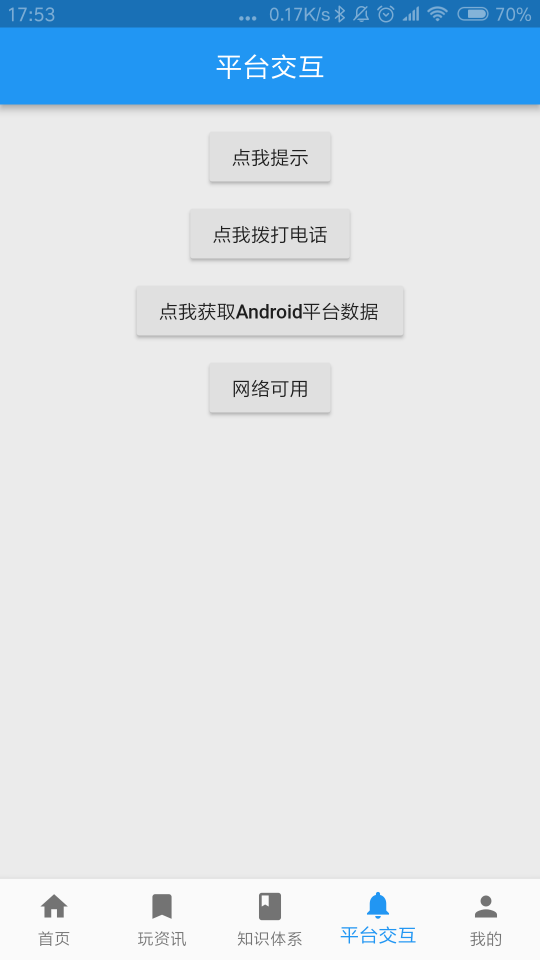 17:53 ... 0.17K/s 70%
平台交互
点我提示
点我拨打电话
点我获取Android平台数据
网络可用
首页 玩资讯 知识体系 平台交互 我的